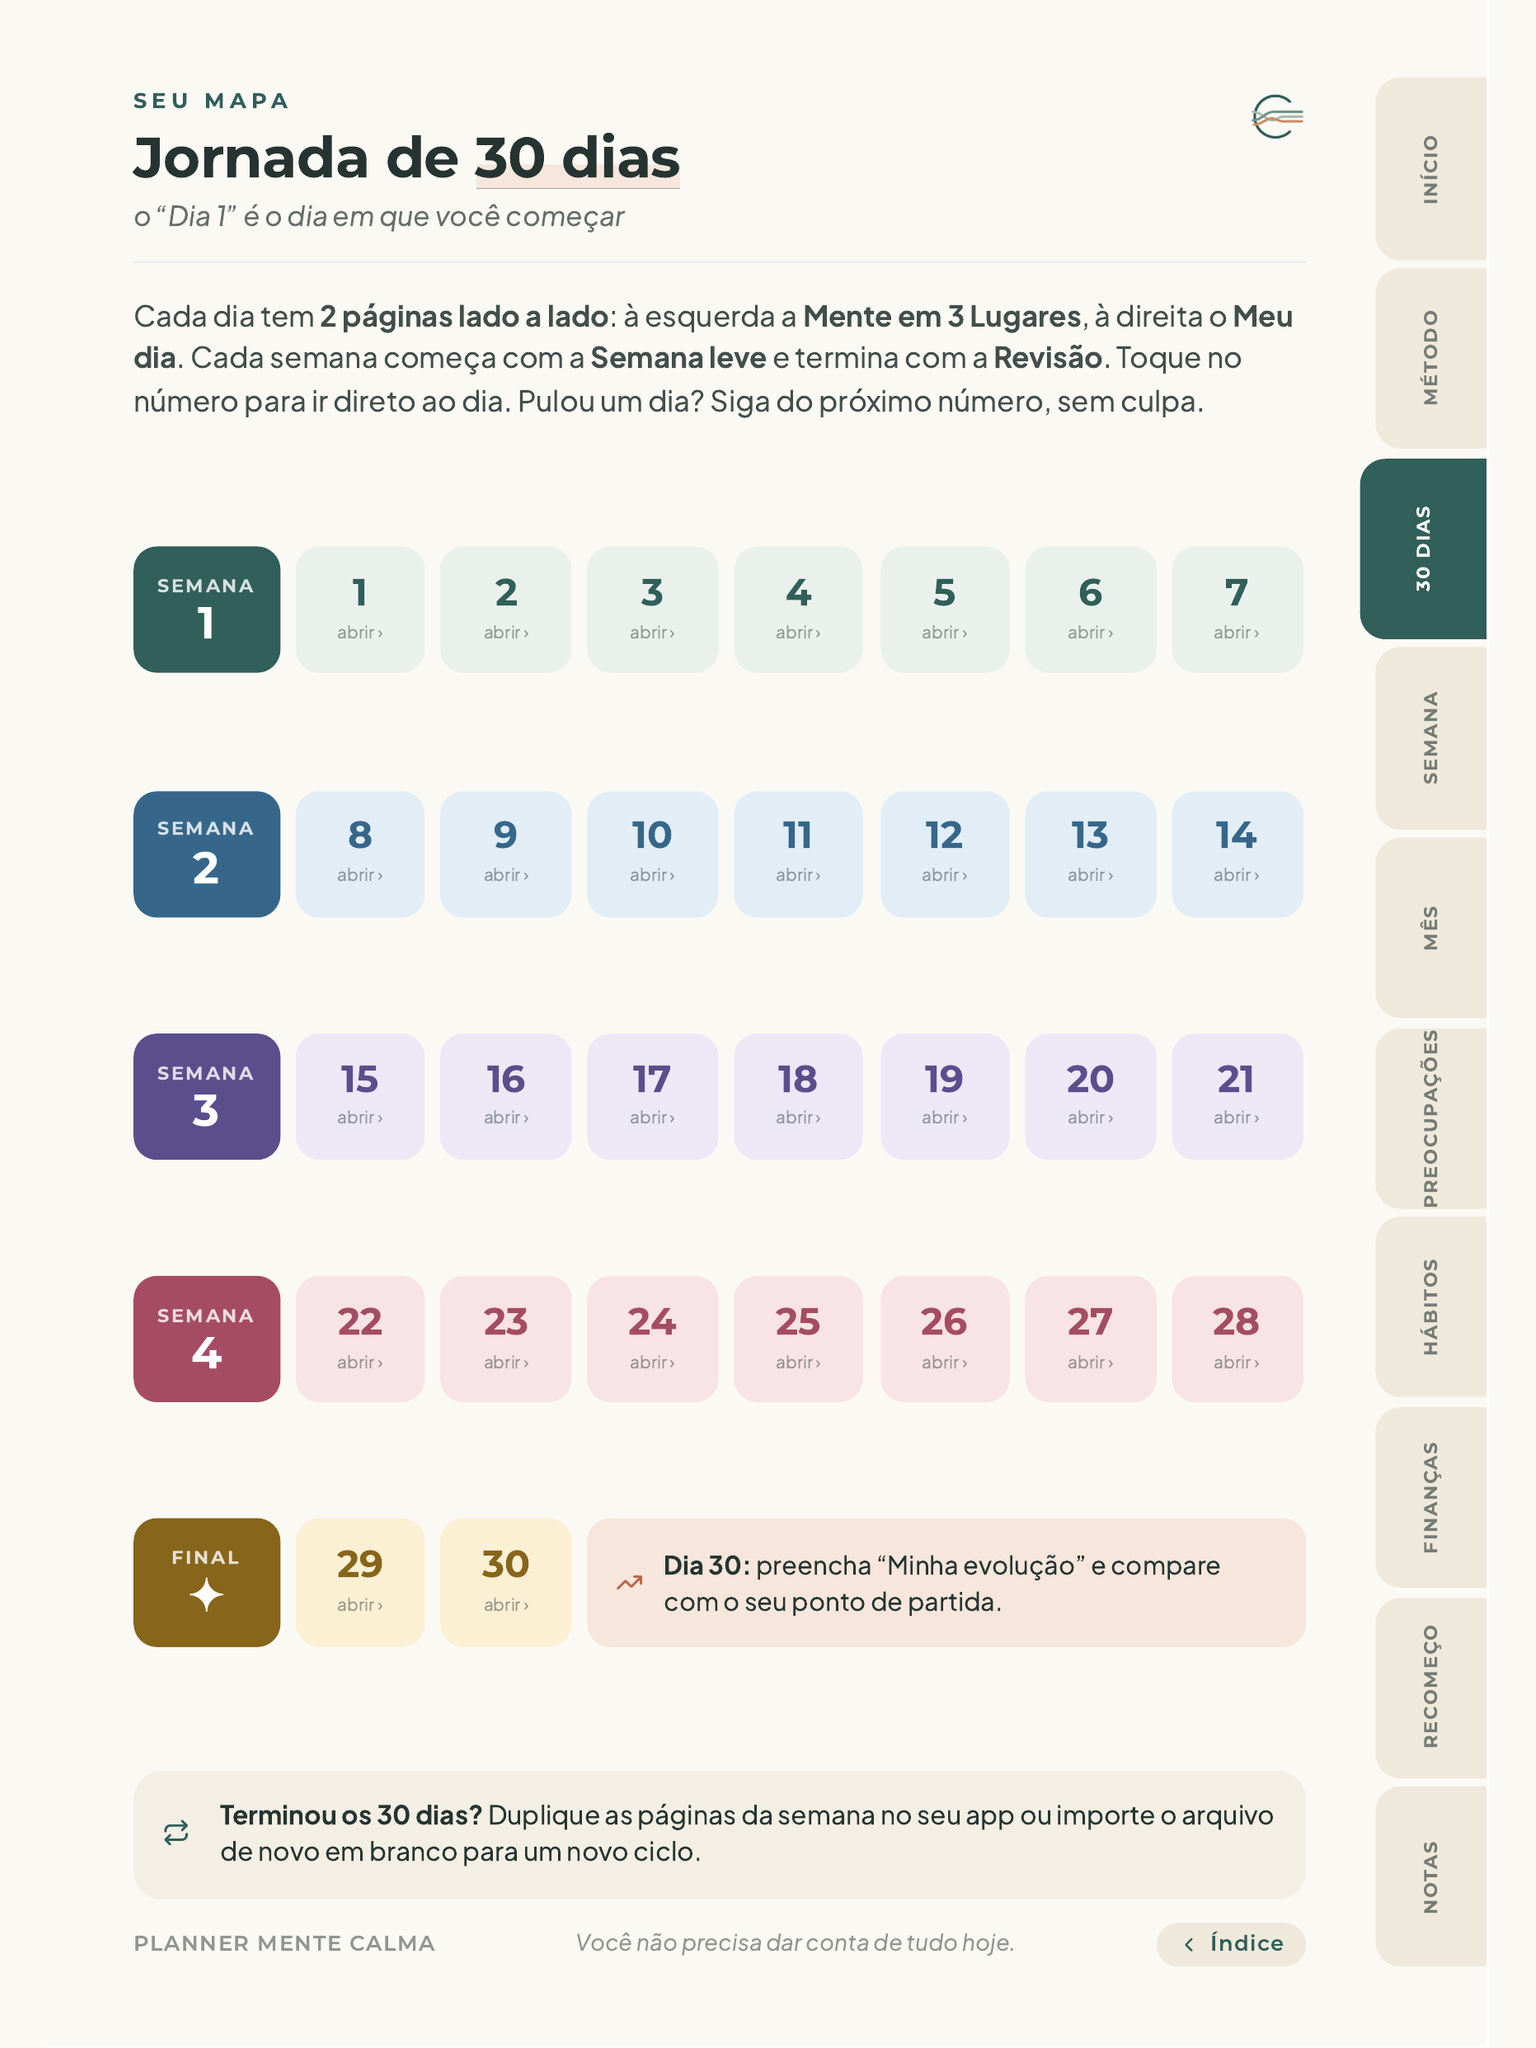 SEU MAPA
Jornada de 30 dias
o “Dia 1” é o dia em que você começar
Cada dia tem 2 páginas lado a lado: à esquerda a Mente em 3 Lugares, à direita o Meu
dia. Cada semana começa com a Semana leve e termina com a Revisão. Toque no
número para ir direto ao dia. Pulou um dia? Siga do próximo número, sem culpa.
SEMANA
1
1 2 3 4 5 6 7
abrir › abrir › abrir › abrir › abrir › abrir › abrir ›
SEMANA
2
8 9 10 11 12 13 14
abrir › abrir › abrir › abrir › abrir › abrir › abrir ›
SEMANA
3
15 16 17 18 19 20 21
abrir › abrir › abrir › abrir › abrir › abrir › abrir ›
SEMANA
4
22 23 24 25 26 27 28
abrir › abrir › abrir › abrir › abrir › abrir › abrir ›
FINAL
29 30
abrir › abrir ›
Dia 30: preencha “Minha evolução” e compare
com o seu ponto de partida.
Terminou os 30 dias? Duplique as páginas da semana no seu app ou importe o arquivo
de novo em branco para um novo ciclo.
PLANNER MENTE CALMA
Você não precisa dar conta de tudo hoje.
‹ Índice
INÍCIO
MÉTODO
30 DIAS
SEMANA
MÊS
PREOCUPAÇÕES
HÁBITOS
FINANÇAS
RECOMEÇO
NOTAS